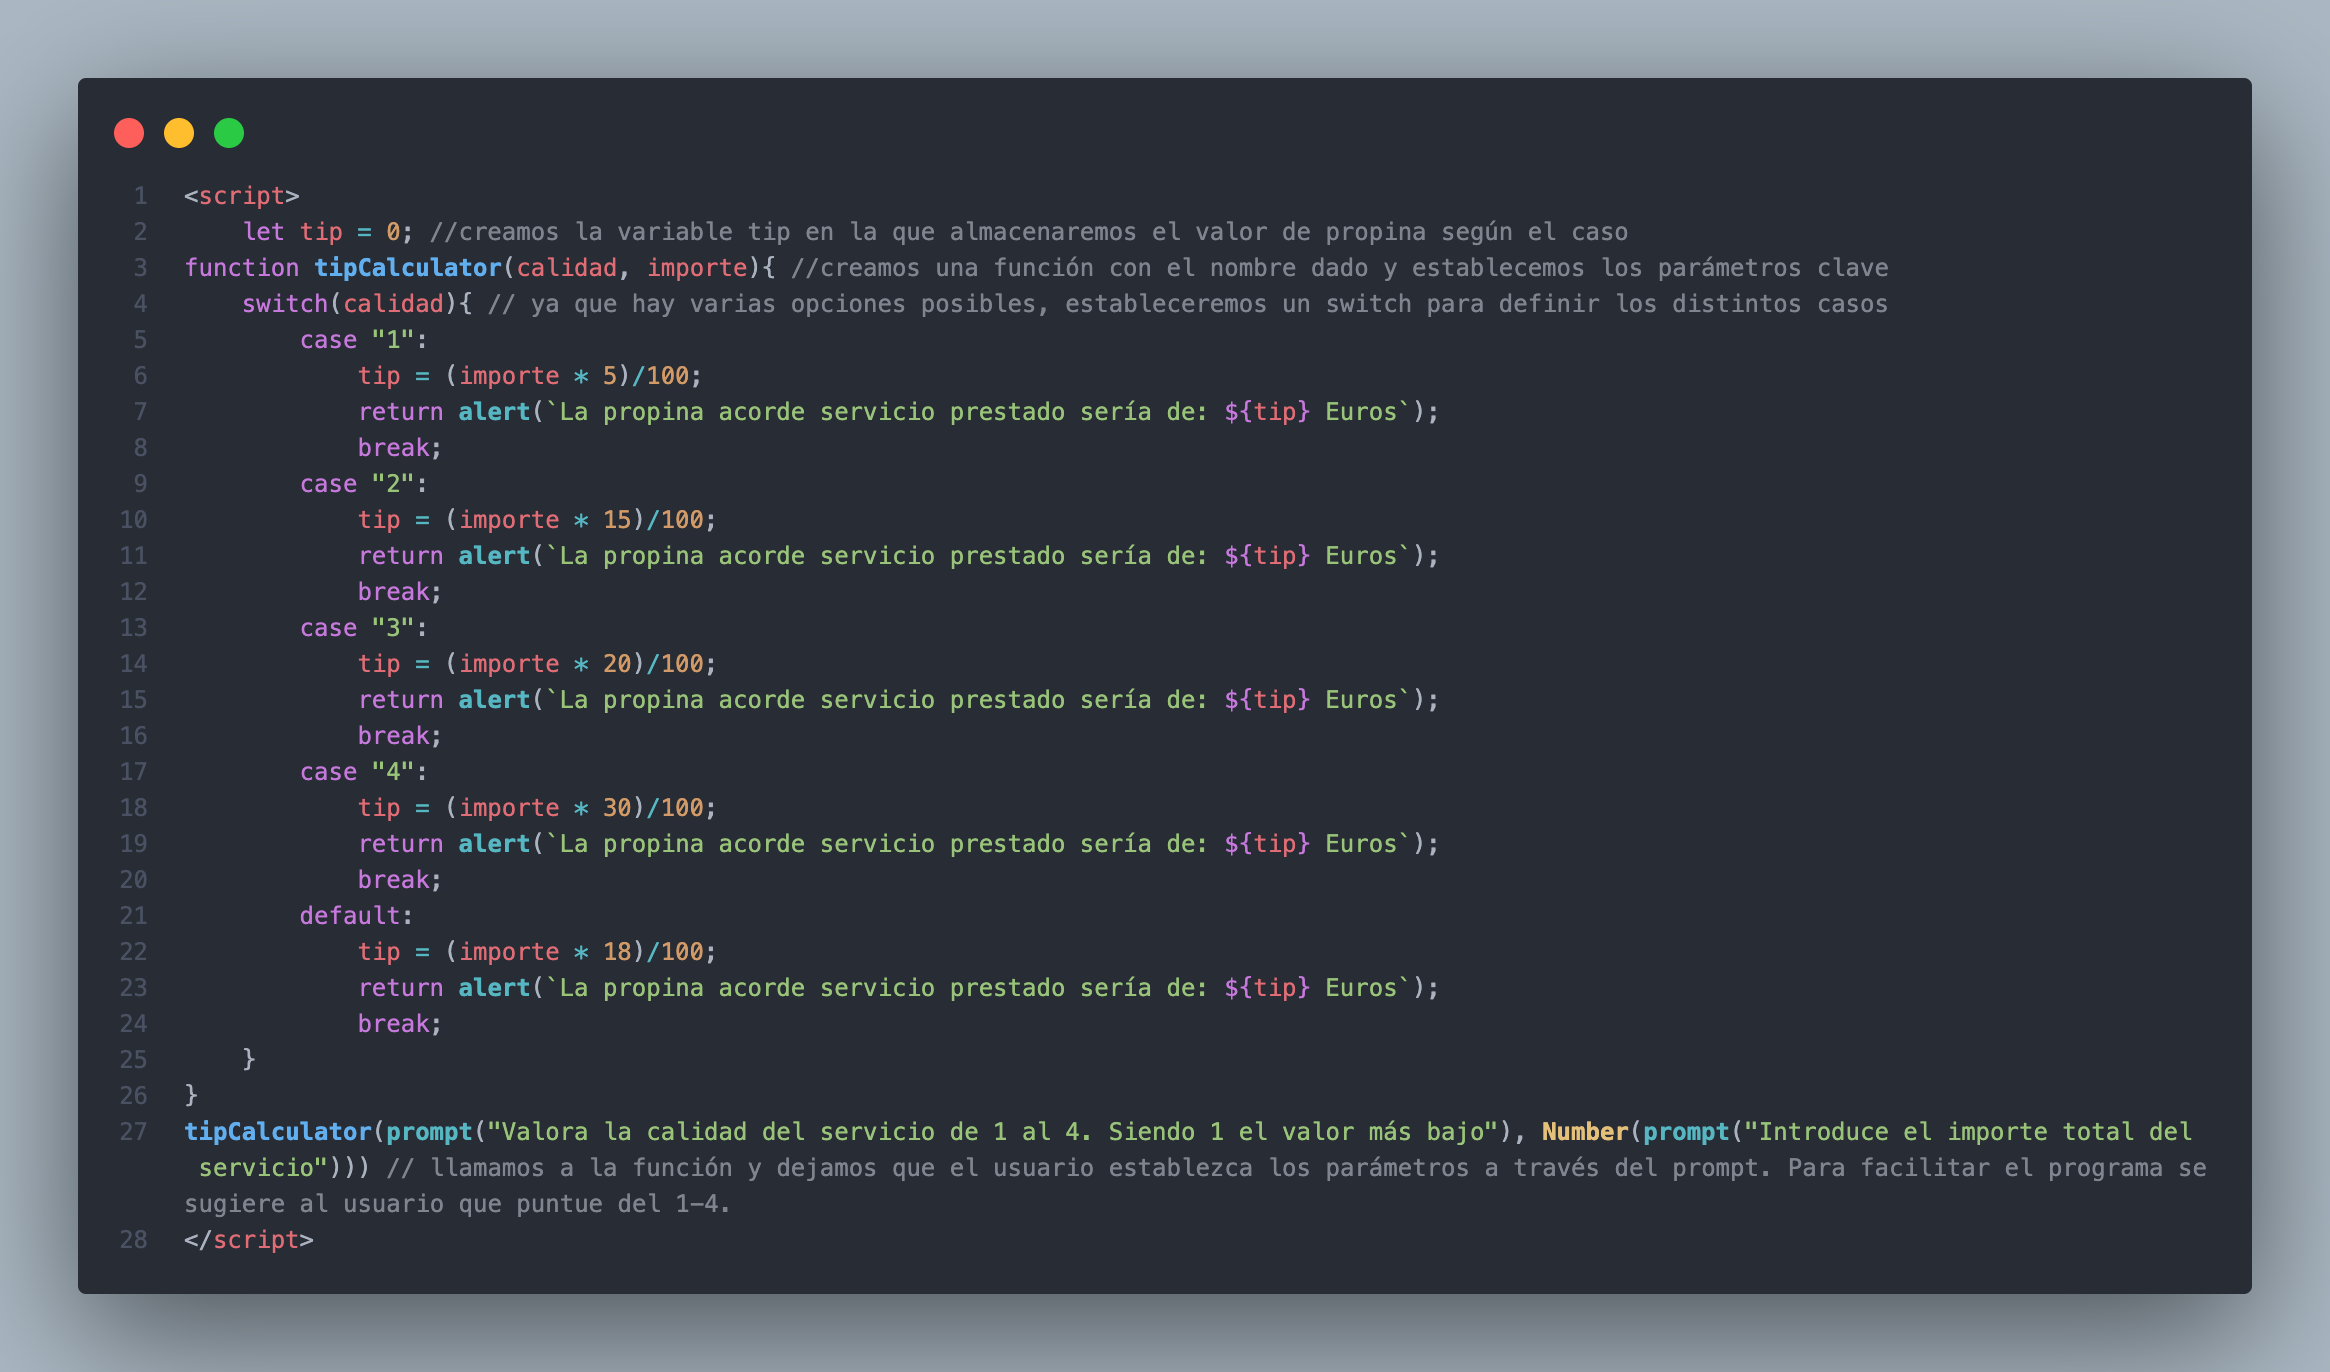 1 <script>
2     let tip = 0; //creamos la variable tip en la que almacenaremos el valor de propina según el caso
3 function tipCalculator(calidad, importe){ //creamos una función con el nombre dado y establecemos los parámetros clave
4     switch(calidad){ // ya que hay varias opciones posibles, estableceremos un switch para definir los distintos casos
5         case "1":
6             tip = (importe * 5)/100;
7             return alert(`La propina acorde servicio prestado sería de: ${tip} Euros`);
8             break;
9         case "2":
10             tip = (importe * 15)/100;
11             return alert(`La propina acorde servicio prestado sería de: ${tip} Euros`);
12             break;
13         case "3":
14             tip = (importe * 20)/100;
15             return alert(`La propina acorde servicio prestado sería de: ${tip} Euros`);
16             break;
17         case "4":
18             tip = (importe * 30)/100;
19             return alert(`La propina acorde servicio prestado sería de: ${tip} Euros`);
20             break;
21         default:
22             tip = (importe * 18)/100;
23             return alert(`La propina acorde servicio prestado sería de: ${tip} Euros`);
24             break;
25     }
26 }
27 tipCalculator(prompt("Valora la calidad del servicio de 1 al 4. Siendo 1 el valor más bajo"), Number(prompt("Introduce el importe total del
servicio"))) // llamamos a la función y dejamos que el usuario establezca los parámetros a través del prompt. Para facilitar el programa se
sugiere al usuario que puntue del 1-4.
28 </script>